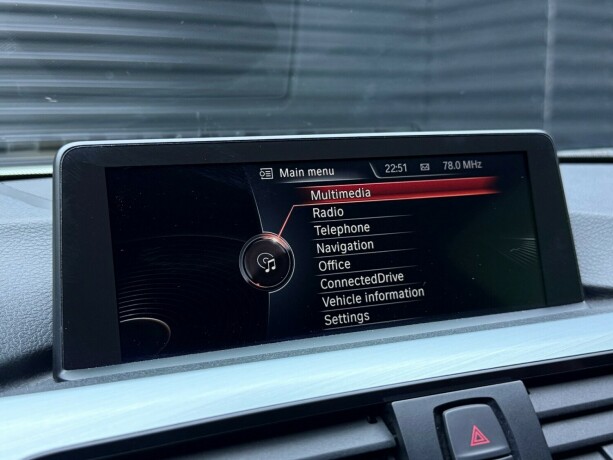 Main menu 22:51 78.0 MHz
Multimedia
Radio
Telephone
Navigation
Office
ConnectedDrive
Vehicle information
Settings